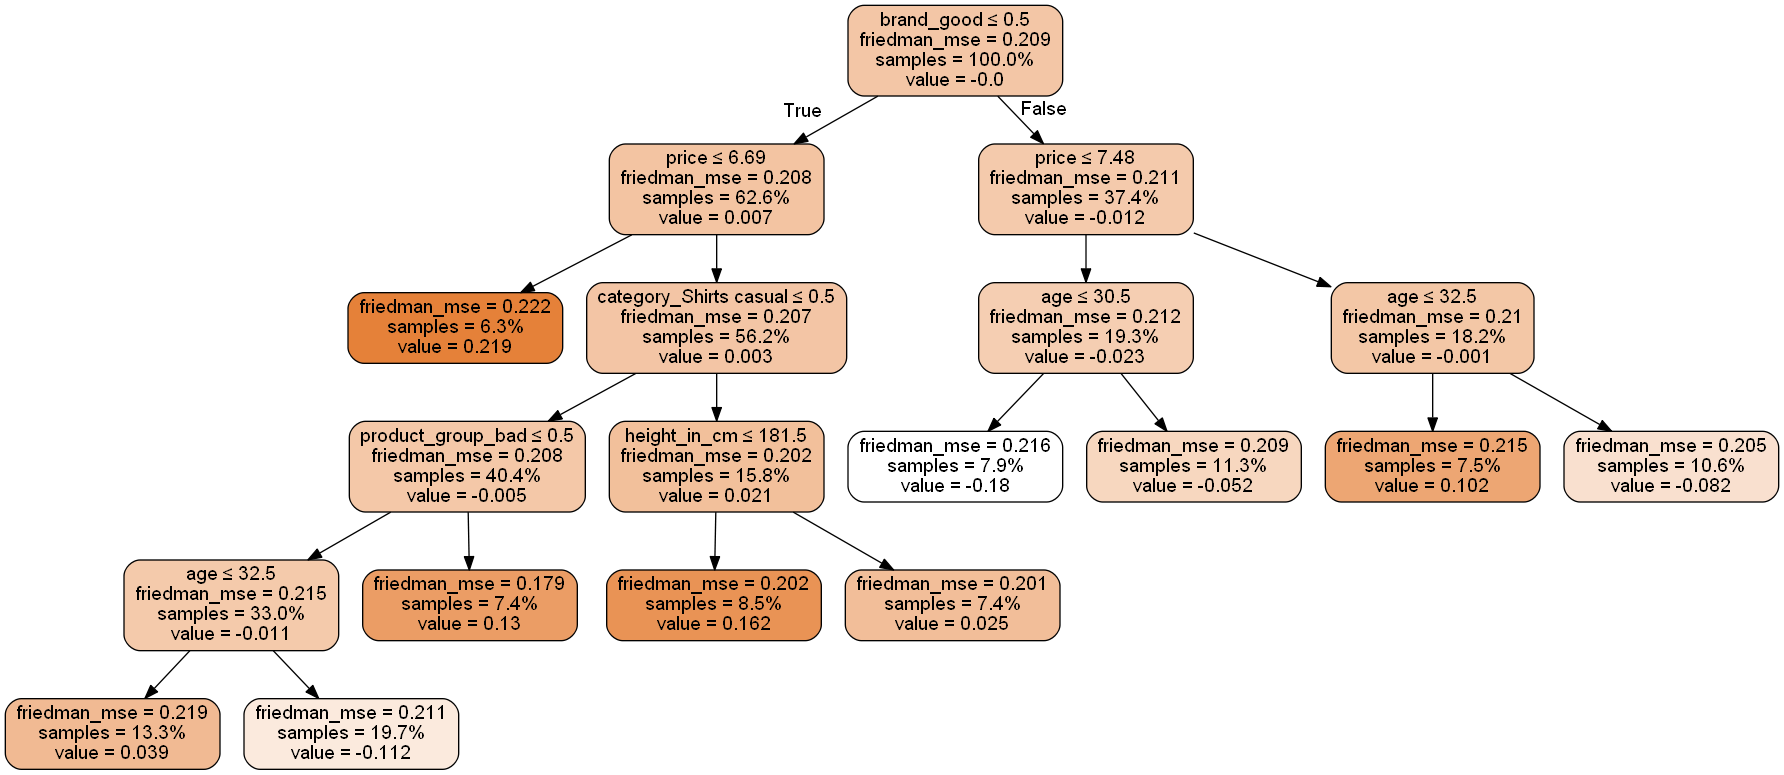 brand_good ≤ 0.5
friedman_mse = 0.209
samples = 100.0%
value = -0.0
True
False
price ≤ 6.69
friedman_mse = 0.208
samples = 62.6%
value = 0.007
price ≤ 7.48
friedman_mse = 0.211
samples = 37.4%
value = -0.012
friedman_mse = 0.222
samples = 6.3%
value = 0.219
category_Shirts casual ≤ 0.5
friedman_mse = 0.207
samples = 56.2%
value = 0.003
age ≤ 30.5
friedman_mse = 0.212
samples = 19.3%
value = -0.023
age ≤ 32.5
friedman_mse = 0.21
samples = 18.2%
value = -0.001
product_group_bad ≤ 0.5
friedman_mse = 0.208
samples = 40.4%
value = -0.005
height_in_cm ≤ 181.5
friedman_mse = 0.202
samples = 15.8%
value = 0.021
friedman_mse = 0.216
samples = 7.9%
value = -0.18
friedman_mse = 0.209
samples = 11.3%
value = -0.052
friedman_mse = 0.215
samples = 7.5%
value = 0.102
friedman_mse = 0.205
samples = 10.6%
value = -0.082
age ≤ 32.5
friedman_mse = 0.215
samples = 33.0%
value = -0.011
friedman_mse = 0.179
samples = 7.4%
value = 0.13
friedman_mse = 0.202
samples = 8.5%
value = 0.162
friedman_mse = 0.201
samples = 7.4%
value = 0.025
friedman_mse = 0.219
samples = 13.3%
value = 0.039
friedman_mse = 0.211
samples = 19.7%
value = -0.112